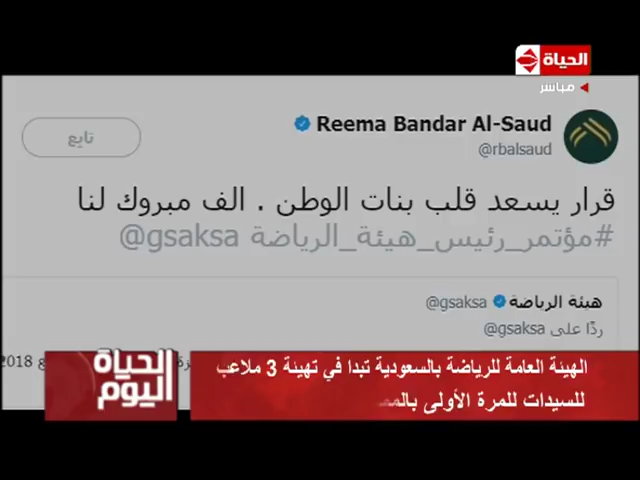 الحياة
مباشر
Reema Bandar Al-Saud
@rbalsaud
تابع
قرار يسعد قلب بنات الوطن . الف مبروك لنا
#مؤتمر_رئيس_هيئة_الرياضة @gsaksa
هيئة الرياضة @gsaksa
ردًا على @gsaksa
2018
الحياة اليوم
الهيئة العامة للرياضة بالسعودية تبدا في تهيئة 3 ملاعب
للسيدات للمرة الأولى